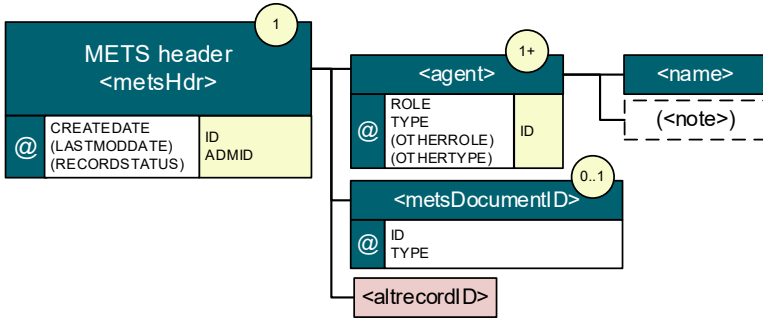 1
METS header
<metsHdr>
@
CREATEDATE
(LASTMODDATE)
(RECORDSTATUS)
ID
ADMID
1+
<agent>
@
ROLE
TYPE
(OTHERROLE)
(OTHERTYPE)
ID
<name>
(<note>)
0..1
<metsDocumentID>
@
ID
TYPE
<altrecordID>